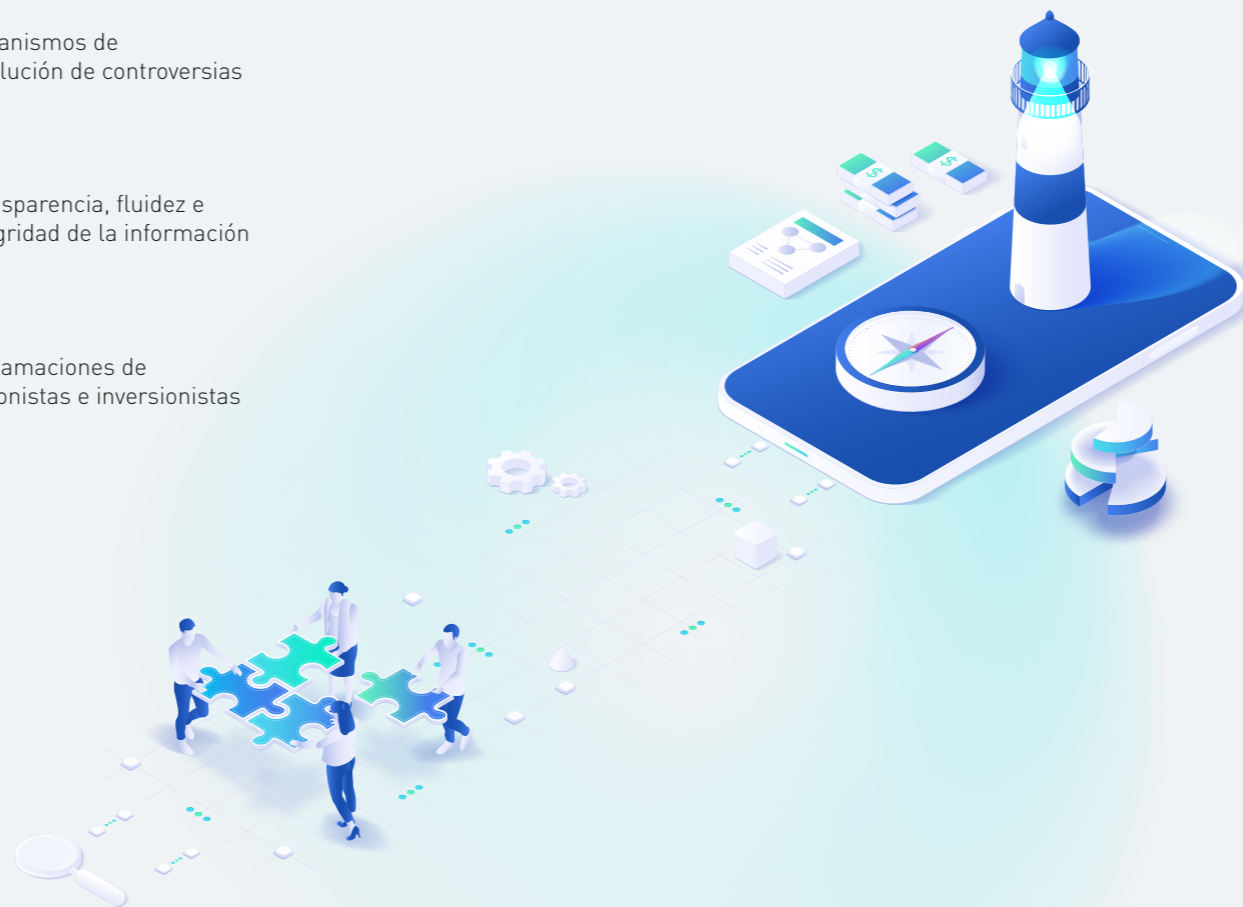 anismos de
lución de controversias
sparencia, fluidez e
gridad de la información
amaciones de
onistas e inversionistas